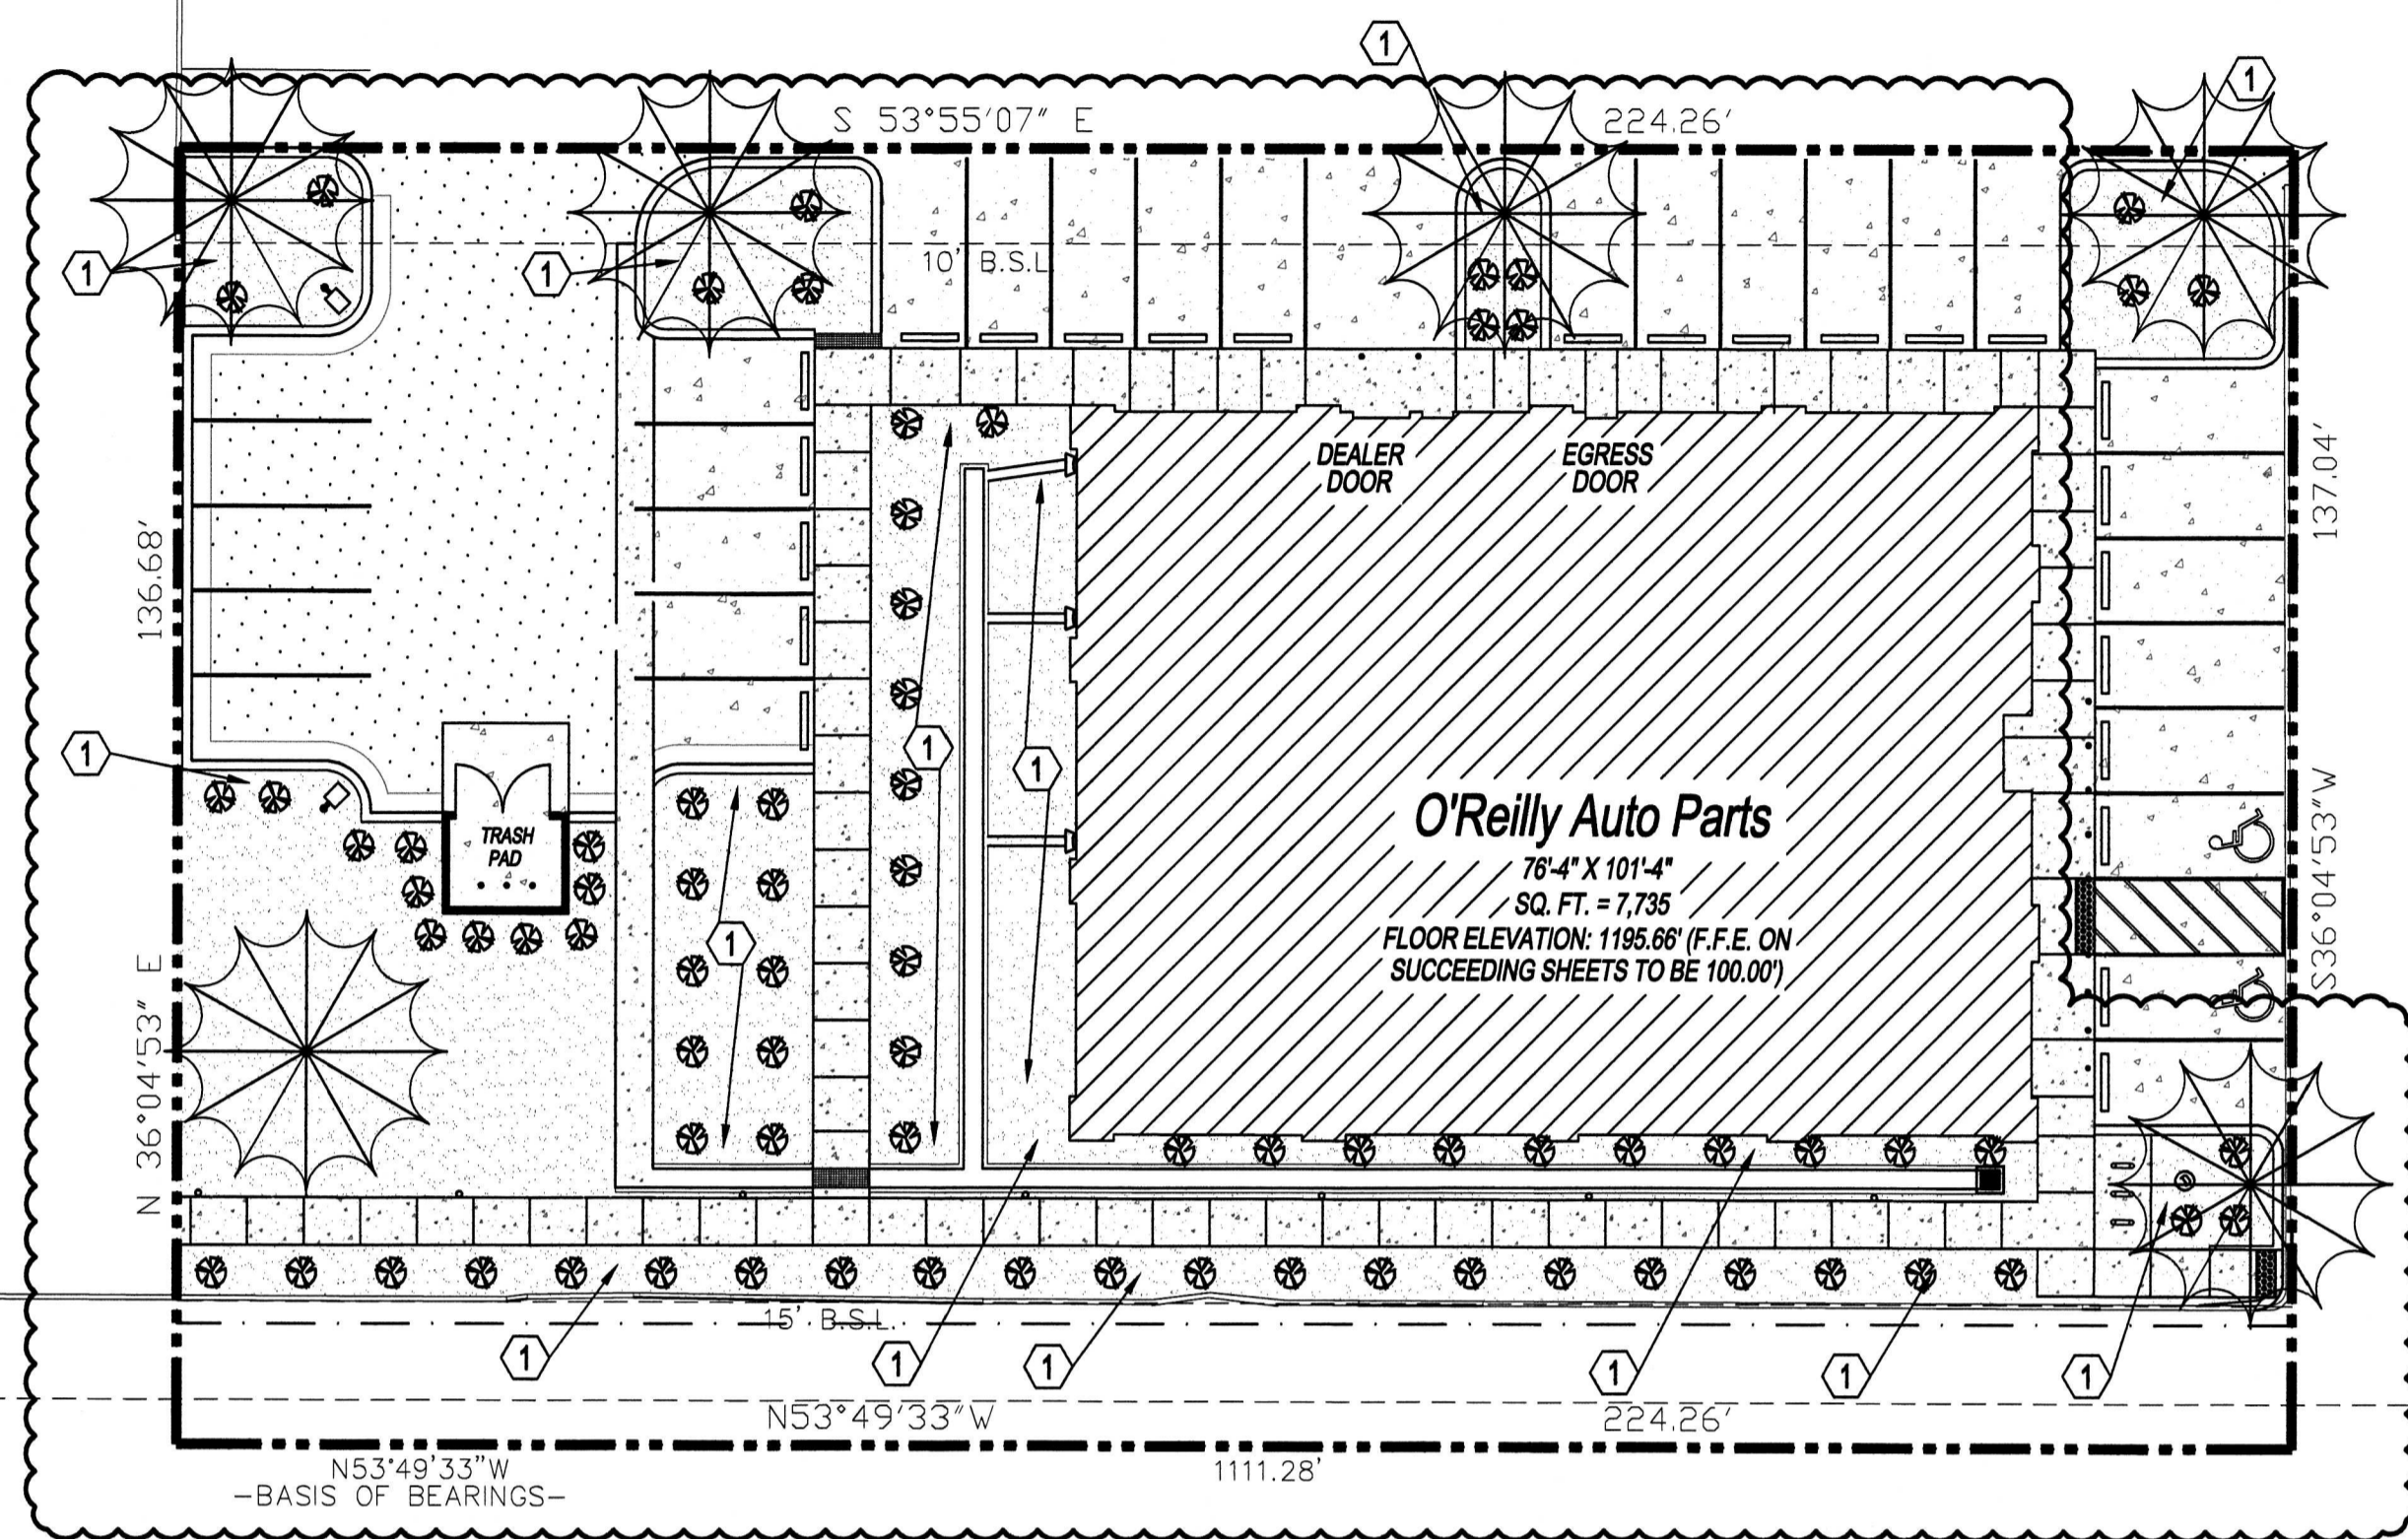 1
1
S 53°55'07" E
224.26'
1
1
10' B.S.L.
DEALER
DOOR
EGRESS
DOOR
136.68'
137.04'
1
1
1
O'Reilly Auto Parts
76'-4" X 101'-4"
SQ. FT. = 7,735
FLOOR ELEVATION: 1195.66' (F.F.E. ON
SUCCEEDING SHEETS TO BE 100.00')
TRASH
PAD
1
N 36°04'53" E
S36°04'53"W
15' B.S.L.
1
1
1
1
1
1
N53°49'33"W
224.26'
N53°49'33"W
-BASIS OF BEARINGS-
1111.28'